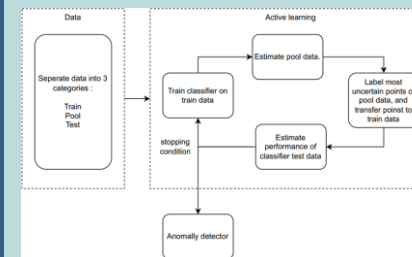 Data
Seperate data into 3
categories :
Train
Pool
Test
Active learning
Train classifier on
train data
Estimate pool data.
Label most
uncertain points of
pool data, and
transfer poinst to
train data
Estimate
performance of
classifier test data
stopping
condition
Anomally detector